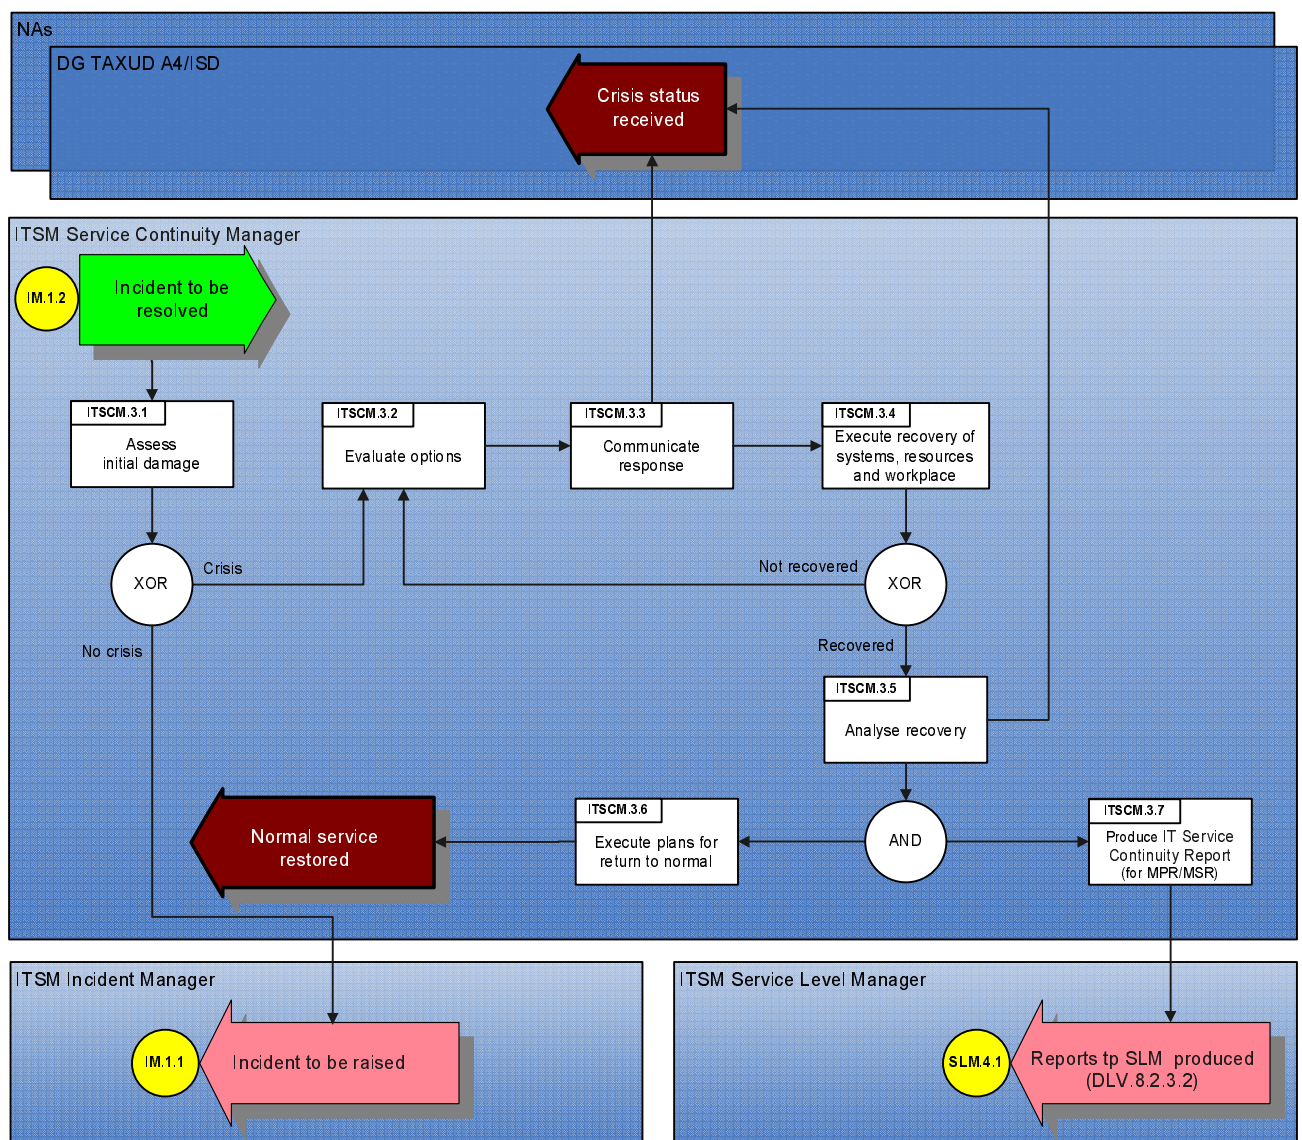 NAs
DG TAXUD A4/ISD
Crisis status
received
ITSM Service Continuity Manager
IM.1.2
Incident to be
resolved
ITSCM.3.1
Assess
initial damage
ITSCM.3.2
Evaluate options
ITSCM.3.3
Communicate
response
ITSCM.3.4
Execute recovery of
systems, resources
and workplace
XOR
Crisis
Not recovered
XOR
No crisis
Recovered
ITSCM.3.5
Analyse recovery
Normal service
restored
ITSCM.3.6
Execute plans for
return to normal
AND
ITSCM.3.7
Produce IT Service
Continuity Report
(for MPR/MSR)
ITSM Incident Manager
IM.1.1
Incident to be raised
ITSM Service Level Manager
SLM.4.1
Reports tp SLM produced
(DLV.8.2.3.2)